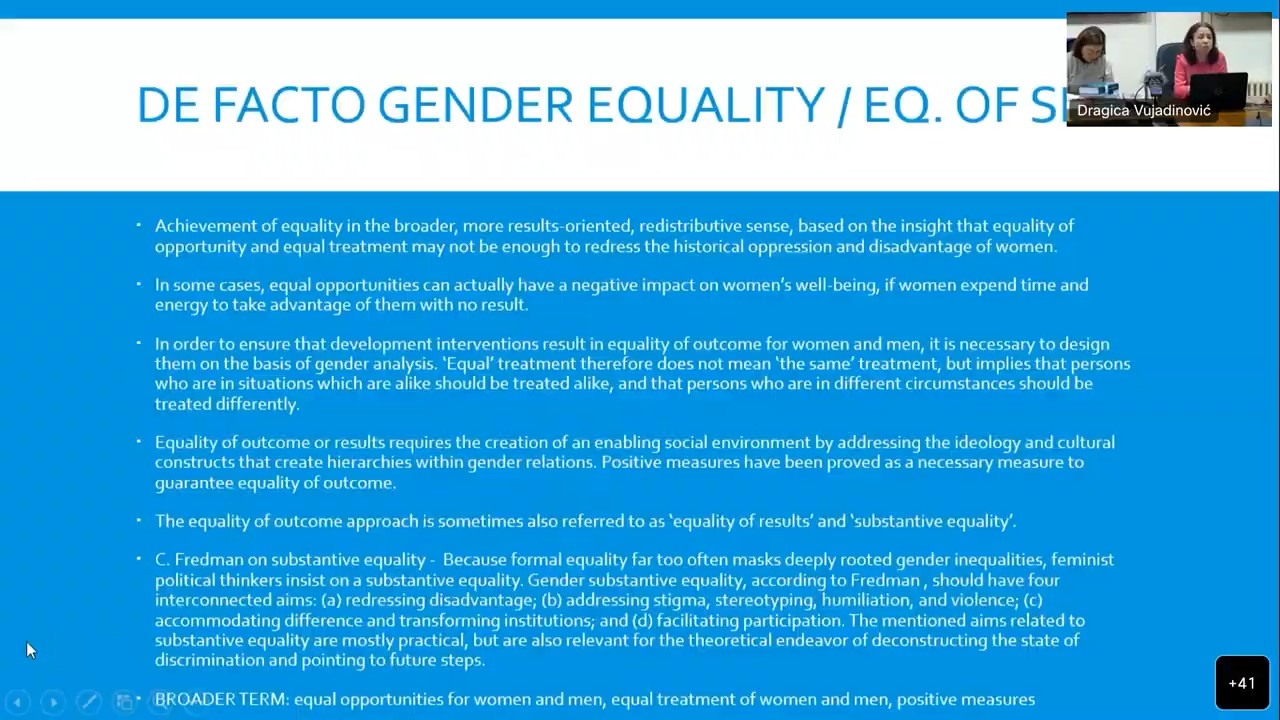 DE FACTO GENDER EQUALITY / EQ. OF
Dragica Vujadinović
· Achievement of equality in the broader, more results-oriented, redistributive sense, based on the insight that equality of
opportunity and equal treatment may not be enough to redress the historical oppression and disadvantage of women.
· In some cases, equal opportunities can actually have a negative impact on women's well-being, if women expend time and
energy to take advantage of them with no result.
· In order to ensure that development interventions result in equality of outcome for women and men, it is necessary to design
them on the basis of gender analysis. 'Equal' treatment therefore does not mean 'the same' treatment, but implies that persons
who are in situations which are alike should be treated alike, and that persons who are in different circumstances should be
treated differently.
· Equality of outcome or results requires the creation of an enabling social environment by addressing the ideology and cultural
constructs that create hierarchies within gender relations. Positive measures have been proved as a necessary measure to
guarantee equality of outcome.
· The equality of outcome approach is sometimes also referred to as 'equality of results' and 'substantive equality'.
· C. Fredman on substantive equality - Because formal equality far too often masks deeply rooted gender inequalities, feminist
political thinkers insist on a substantive equality. Gender substantive equality, according to Fredman , should have four
interconnected aims: (a) redressing disadvantage; (b) addressing stigma, stereotyping, humiliation, and violence; (c)
accommodating difference and transforming institutions; and (d) facilitating participation. The mentioned aims related to
substantive equality are mostly practical, but are also relevant for the theoretical endeavor of deconstructing the state of
discrimination and pointing to future steps.
· BROADER TERM: equal opportunities for women and men, equal treatment of women and men, positive measures
+41